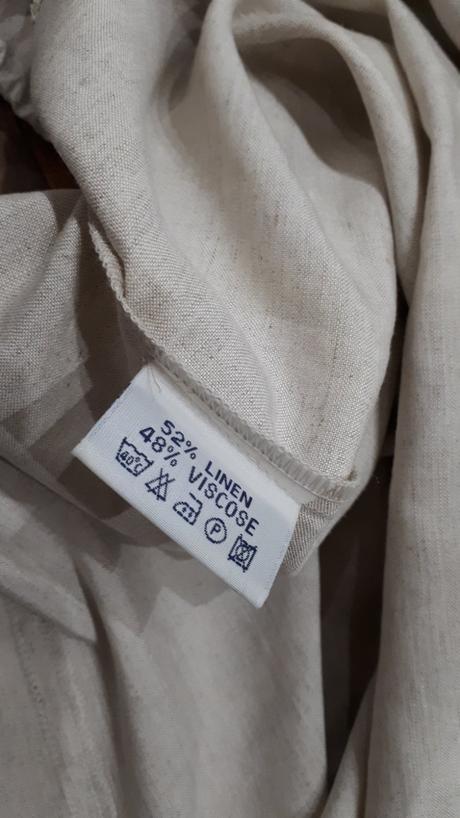 52% LINEN
48% VISCOSE
40°C
P